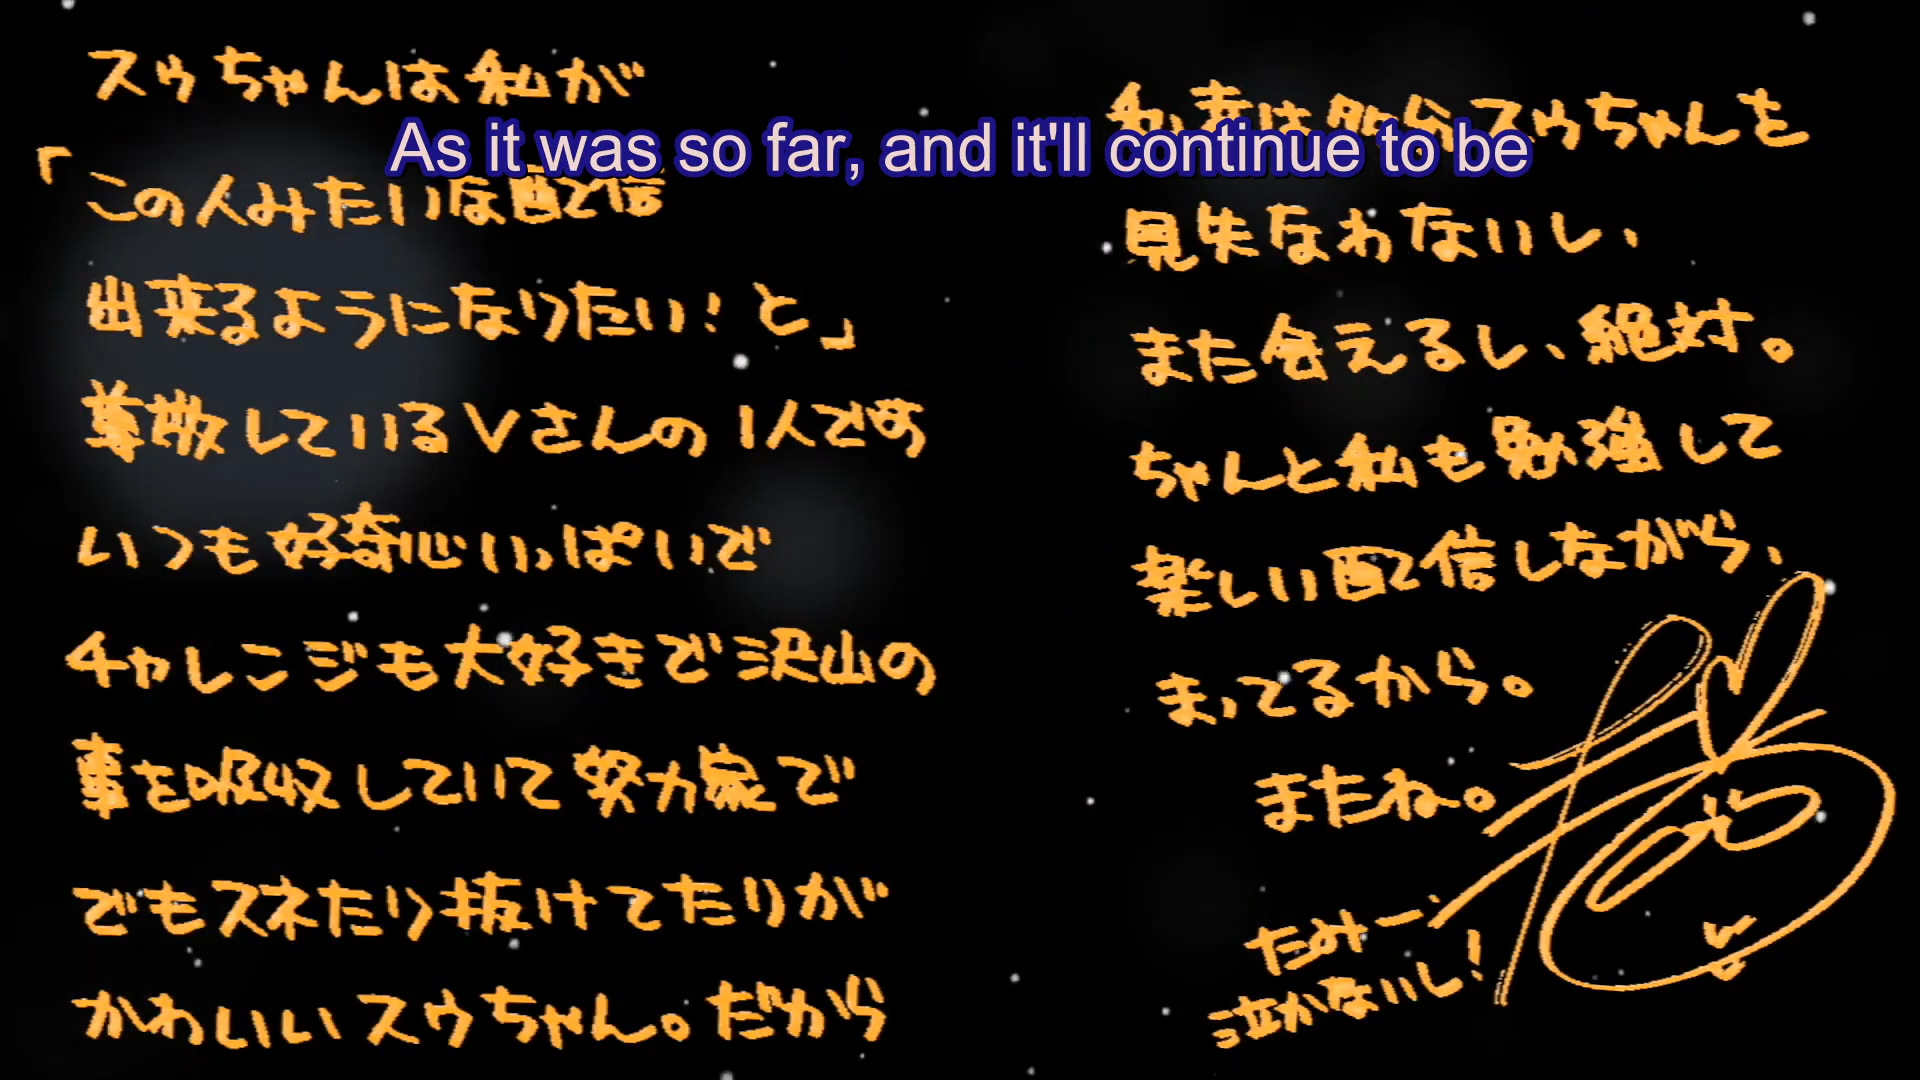 スゥちゃんは私が
「この人みたいな配信
出来るようになりたい！と」
尊敬しているVさんの1人です
いつも好奇心いっぱいで
チャレンジも大好きで沢山の
事を吸収していて努力家で
でもスネたり抜けてたりが
かわいいスゥちゃん。だから
As it was so far, and it'll continue to be
私達は多分スゥちゃんを
見失なわないし、
また会えるし、絶対。
ちゃんと私も勉強して
楽しい配信しながら、
まってるから。
またね。
たみー、
泣かないし！